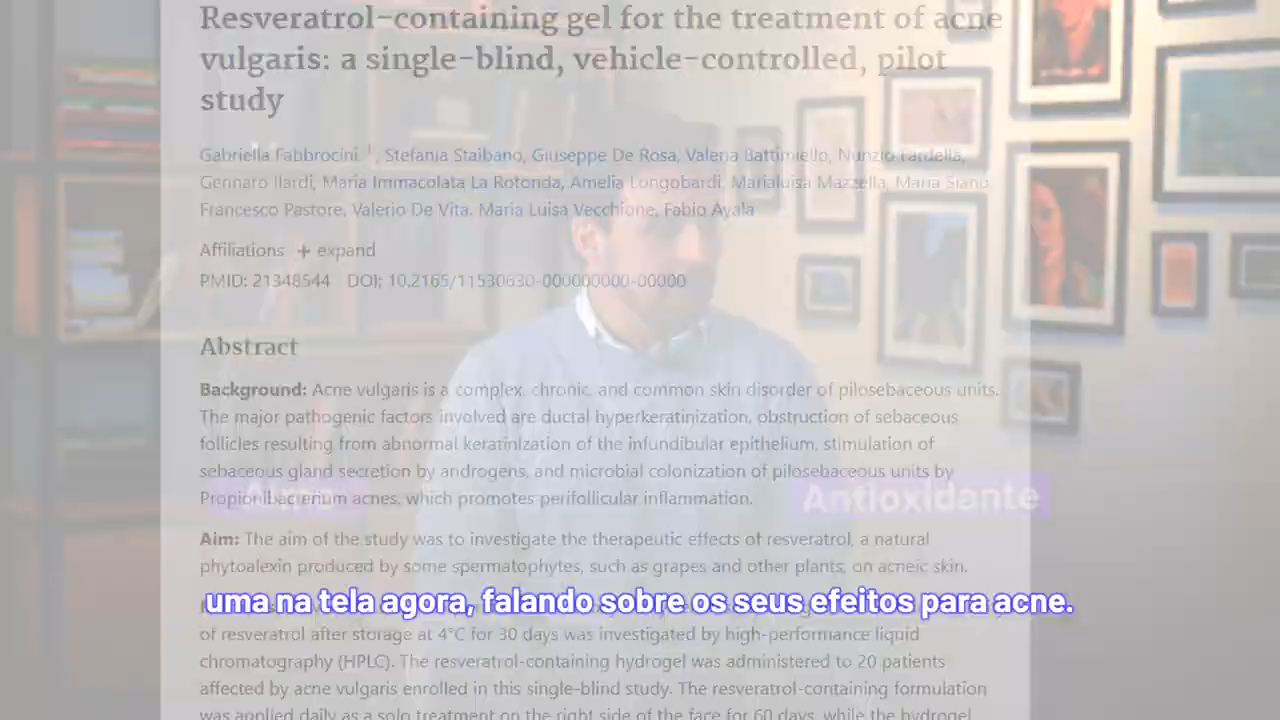 Resveratrol-containing gel for the treatment of acne
vulgaris: a single-blind, vehicle-controlled, pilot
study
Gabriella Fabbrocini 1, Stefania Staibano, Giuseppe De Rosa, Valeria Battimiello, Nunzio Fardella,
Gennaro Ilardi, Maria Immacolata La Rotonda, Amelia Longobardi, Marialuisa Mazzella, Maria Siano,
Francesco Pastore, Valerio De Vita, Maria Luisa Vecchione, Fabio Ayala
Affiliations + expand
PMID: 21348544 DOI: 10.2165/11530630-000000000-00000
Abstract
Background: Acne vulgaris is a complex, chronic, and common skin disorder of pilosebaceous units.
The major pathogenic factors involved are ductal hyperkeratinization, obstruction of sebaceous
follicles resulting from abnormal keratinization of the infundibular epithelium, stimulation of
sebaceous gland secretion by androgens, and microbial colonization of pilosebaceous units by
Propionibacterium acnes, which promotes perifollicular inflammation.
Acne
Antioxidante
Aim: The aim of the study was to investigate the therapeutic effects of resveratrol, a natural
phytoalexin produced by some spermatophytes, such as grapes and other plants, on acneic skin.
uma na tela agora, falando sobre os seus efeitos para acne.
of resveratrol after storage at 4°C for 30 days was investigated by high-performance liquid
chromatography (HPLC). The resveratrol-containing hydrogel was administered to 20 patients
affected by acne vulgaris enrolled in this single-blind study. The resveratrol-containing formulation
was applied daily as a solo treatment on the right side of the face for 60 days, while the hydrogel